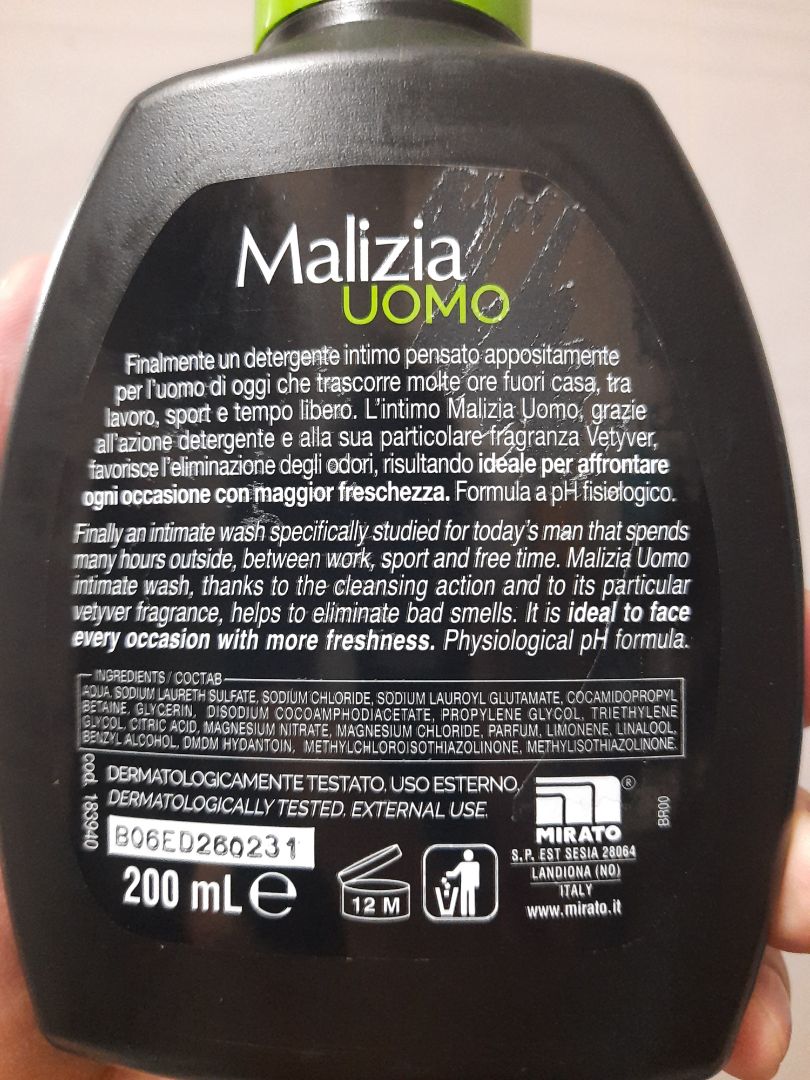 Malizia
UOMO
Finalmente un detergente intimo pensato appositamente
per l'uomo di oggi che trascorre molte ore fuori casa, tra
lavoro, sport e tempo libero. L'intimo Malizia Uomo, grazie
all'azione detergente e alla sua particolare fragranza Vetyver,
favorisce l'eliminazione degli odori, risultando ideale per affrontare
ogni occasione con maggior freschezza. Formula a pH fisiologico.
Finally an intimate wash specifically studied for today's man that spends
many hours outside, between work, sport and free time. Malizia Uomo
intimate wash, thanks to the cleansing action and to its particular
vetyver fragrance, helps to eliminate bad smells. It is ideal to face
every occasion with more freshness. Physiological pH formula.
INGREDIENTS / COCTAB
AQUA, SODIUM LAURETH SULFATE, SODIUM CHLORIDE, SODIUM LAUROYL GLUTAMATE, COCAMIDOPROPYL
BETAINE, GLYCERIN, DISODIUM COCOAMPHODIACETATE, PROPYLENE GLYCOL, TRIETHYLENE
GLYCOL, CITRIC ACID, MAGNESIUM NITRATE, MAGNESIUM CHLORIDE, PARFUM, LIMONENE, LINALOOL,
BENZYL ALCOHOL, DMDM HYDANTOIN, METHYLCHLOROISOTHIAZOLINONE, METHYLISOTHIAZOLINONE.
cod. 183940
DERMATOLOGICAMENTE TESTATO. USO ESTERNO.
DERMATOLOGICALLY TESTED. EXTERNAL USE.
B06ED260231
200 mL e
12 M
®
MIRATO
S.P. EST SESIA 28064
LANDIONA (NO)
ITALY
www.mirato.it
BR00